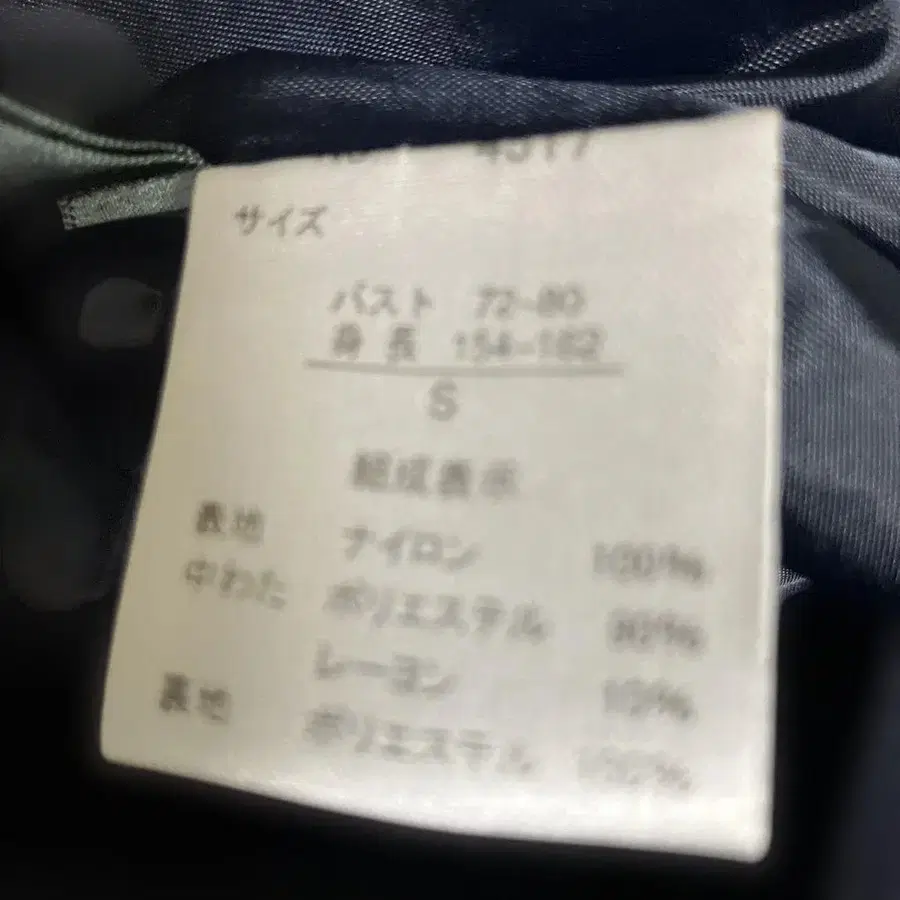 4517
サイズ
バスト 72-80
身長 154-162
S
組成表示
表地 ナイロン 100%
中わた ポリエステル 90%
レーヨン 10%
裏地 ポリエステル 100%